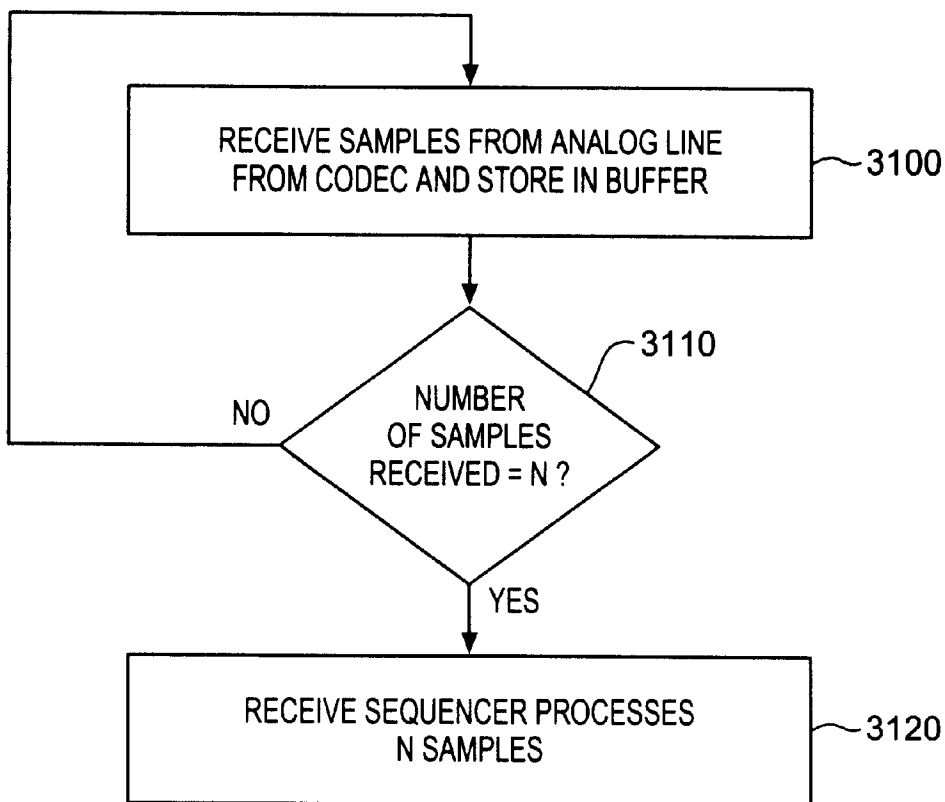 RECEIVE SAMPLES FROM ANALOG LINE
FROM CODEC AND STORE IN BUFFER
3100
3110
NUMBER
OF SAMPLES
RECEIVED = N ?
NO
YES
RECEIVE SEQUENCER PROCESSES
N SAMPLES
3120